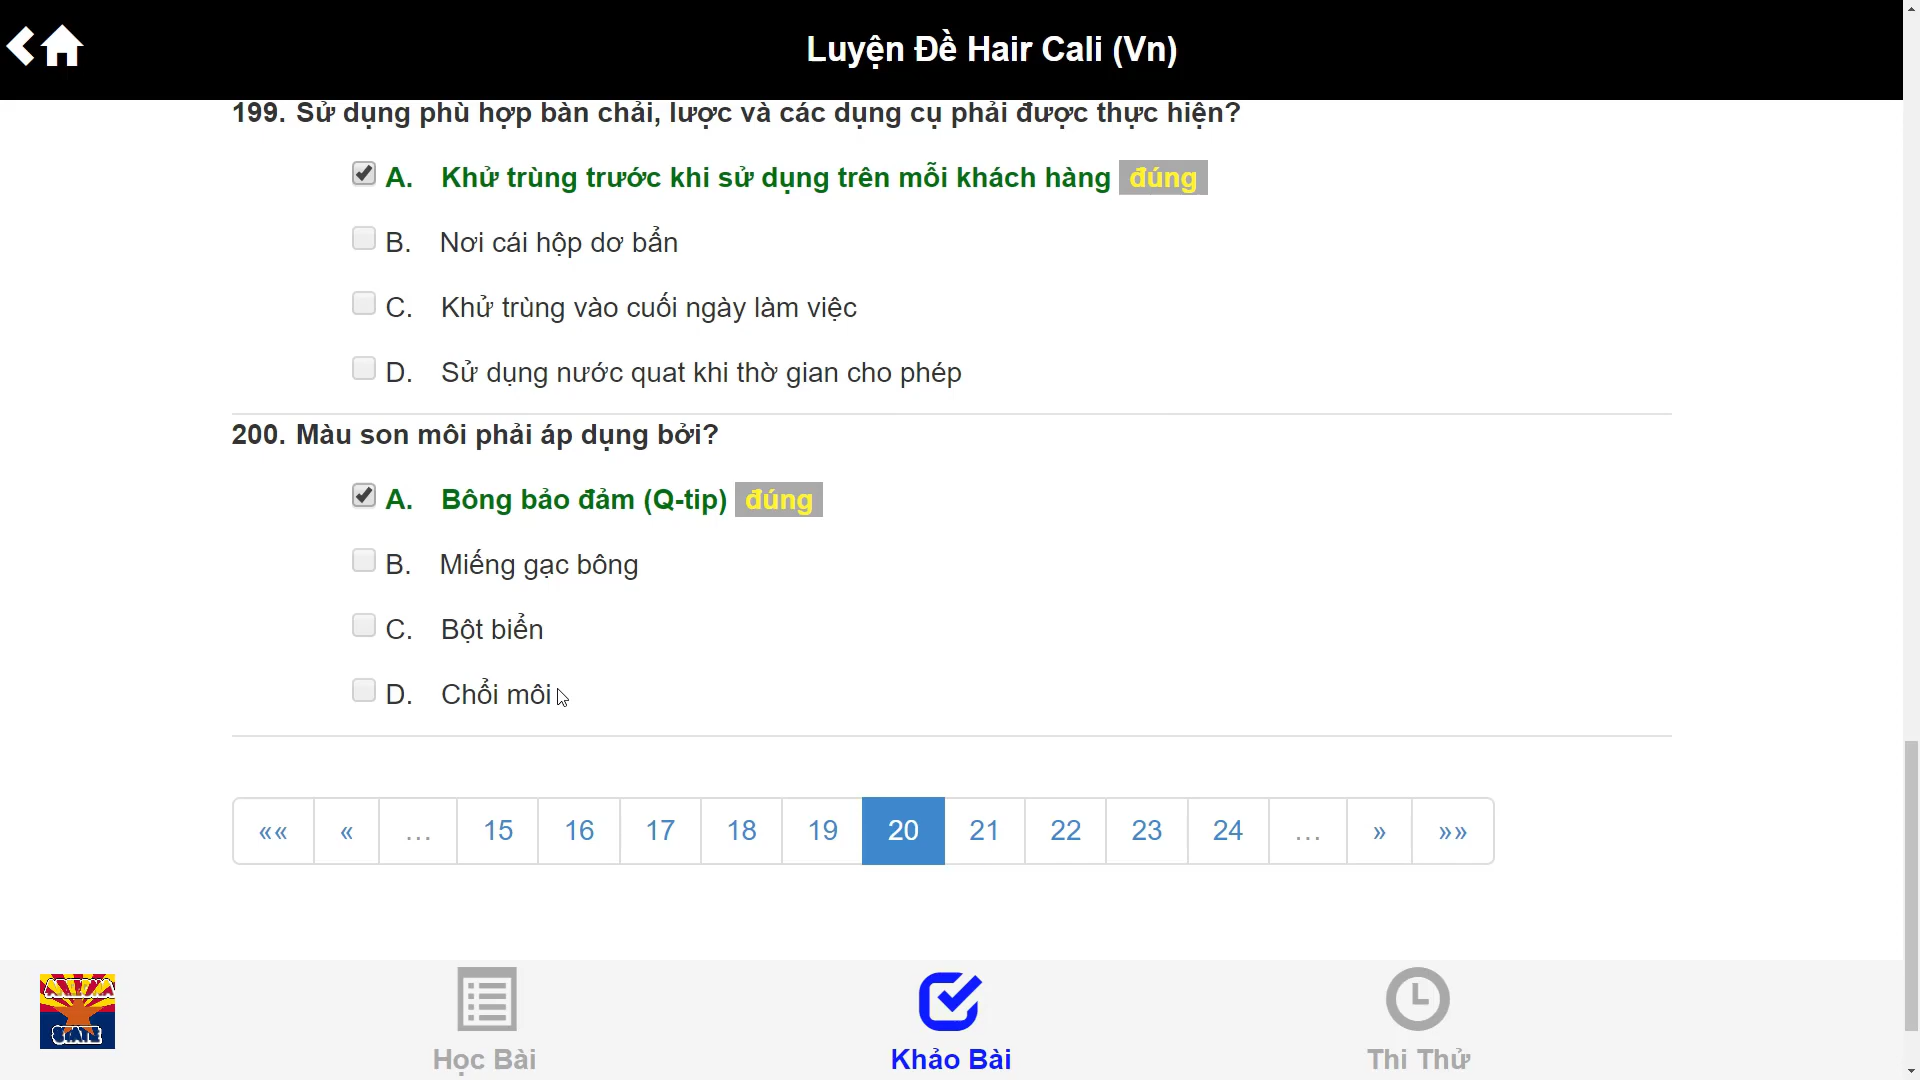 Luyện Đề Hair Cali (Vn)
199. Sử dụng phù hợp bàn chải, lược và các dụng cụ phải được thực hiện?
A. Khử trùng trước khi sử dụng trên mỗi khách hàng đúng
B. Nơi cái hộp dơ bẩn
C. Khử trùng vào cuối ngày làm việc
D. Sử dụng nước quat khi thờ gian cho phép
200. Màu son môi phải áp dụng bởi?
A. Bông bảo đảm (Q-tip) đúng
B. Miếng gạc bông
C. Bột biển
D. Chổi môi
«« « ... 15 16 17 18 19 20 21 22 23 24 ... » »»
ARIZONA
STATE
Học Bài
Khảo Bài
Thi Thử